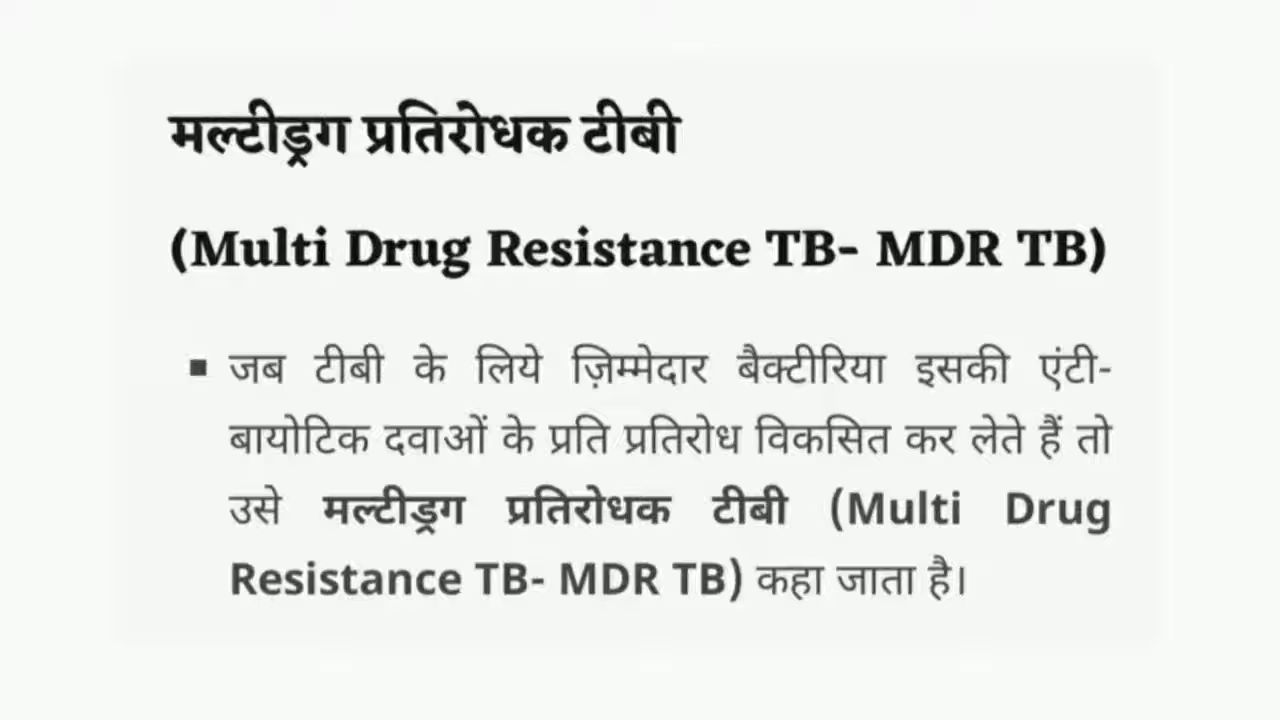 मल्टीड्रग प्रतिरोधक टीबी
(Multi Drug Resistance TB- MDR TB)
▪ जब टीबी के लिये ज़िम्मेदार बैक्टीरिया इसकी एंटी-
बायोटिक दवाओं के प्रति प्रतिरोध विकसित कर लेते हैं तो
उसे मल्टीड्रग प्रतिरोधक टीबी (Multi Drug
Resistance TB- MDR TB) कहा जाता है।